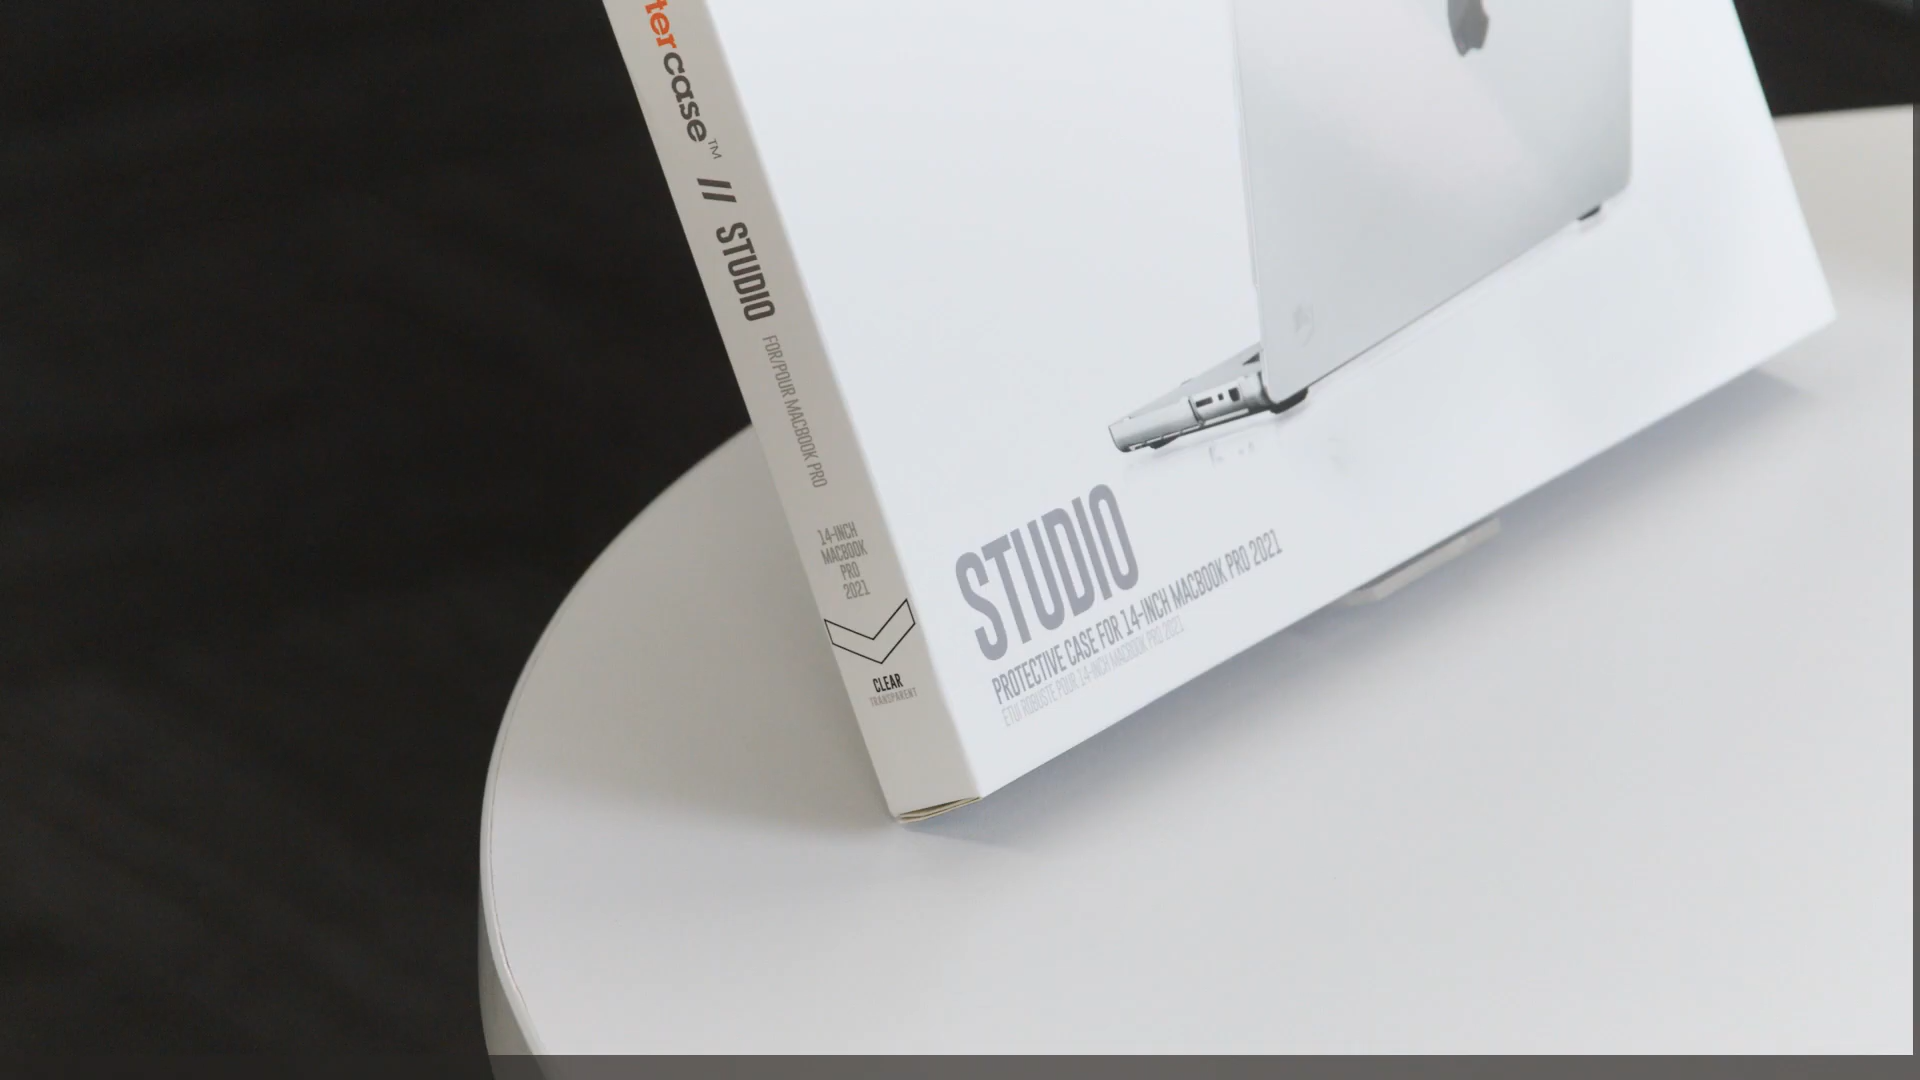 tercase™ // STUDIO FOR/POUR MACBOOK PRO
14-INCH
MACBOOK
PRO
2021
CLEAR
TRANSPARENT
STUDIO
PROTECTIVE CASE FOR 14-INCH MACBOOK PRO 2021
ÉTUI ROBUSTE POUR 14-INCH MACBOOK PRO 2021